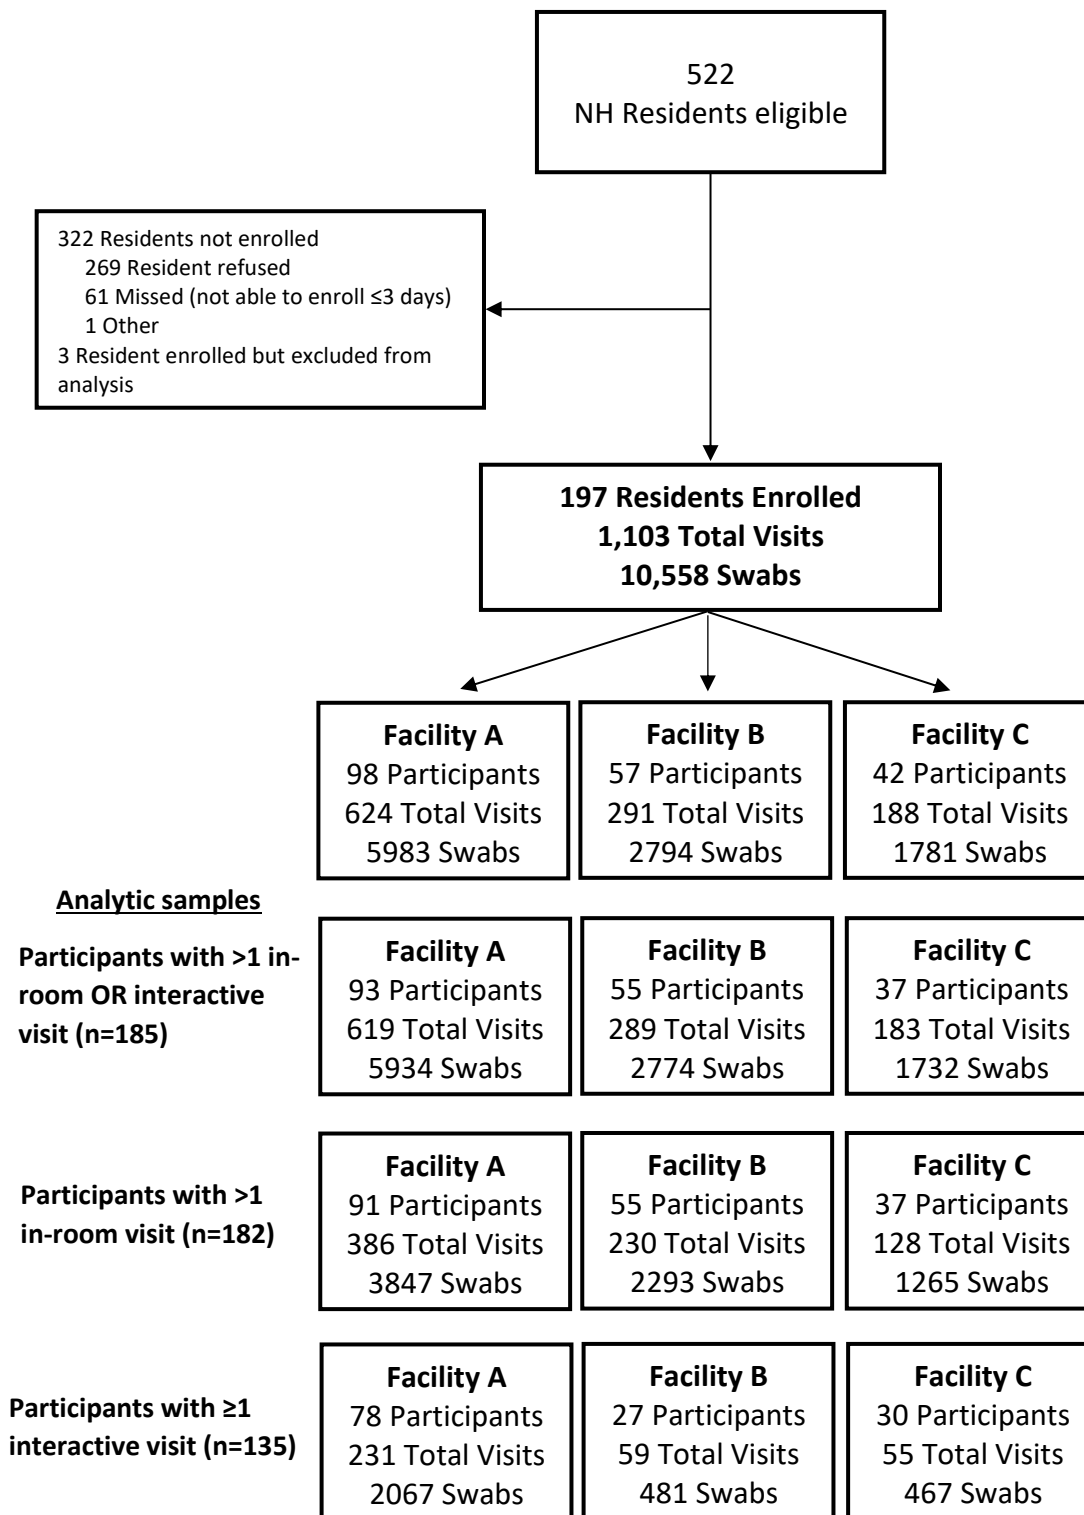 522
NH Residents eligible
322 Residents not enrolled
269 Resident refused
61 Missed (not able to enroll ≤3 days)
1 Other
3 Resident enrolled but excluded from
analysis
197 Residents Enrolled
1,103 Total Visits
10,558 Swabs
Facility A
98 Participants
624 Total Visits
5983 Swabs
Facility B
57 Participants
291 Total Visits
2794 Swabs
Facility C
42 Participants
188 Total Visits
1781 Swabs
Analytic samples
Participants with >1 in-
room OR interactive
visit (n=185)
Facility A
93 Participants
619 Total Visits
5934 Swabs
Facility B
55 Participants
289 Total Visits
2774 Swabs
Facility C
37 Participants
183 Total Visits
1732 Swabs
Participants with >1
in-room visit (n=182)
Facility A
91 Participants
386 Total Visits
3847 Swabs
Facility B
55 Participants
230 Total Visits
2293 Swabs
Facility C
37 Participants
128 Total Visits
1265 Swabs
Participants with ≥1
interactive visit (n=135)
Facility A
78 Participants
231 Total Visits
2067 Swabs
Facility B
27 Participants
59 Total Visits
481 Swabs
Facility C
30 Participants
55 Total Visits
467 Swabs